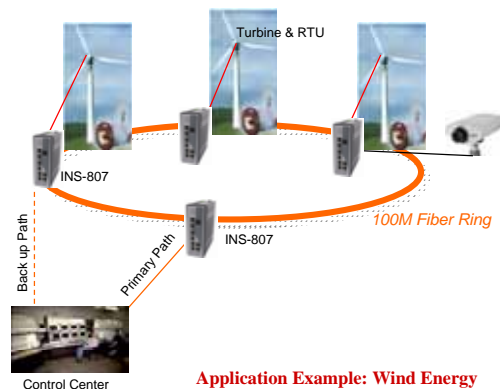 Turbine & RTU
INS-807
100M Fiber Ring
INS-807
Back up Path
Primary Path
Control Center
Application Example: Wind Energy